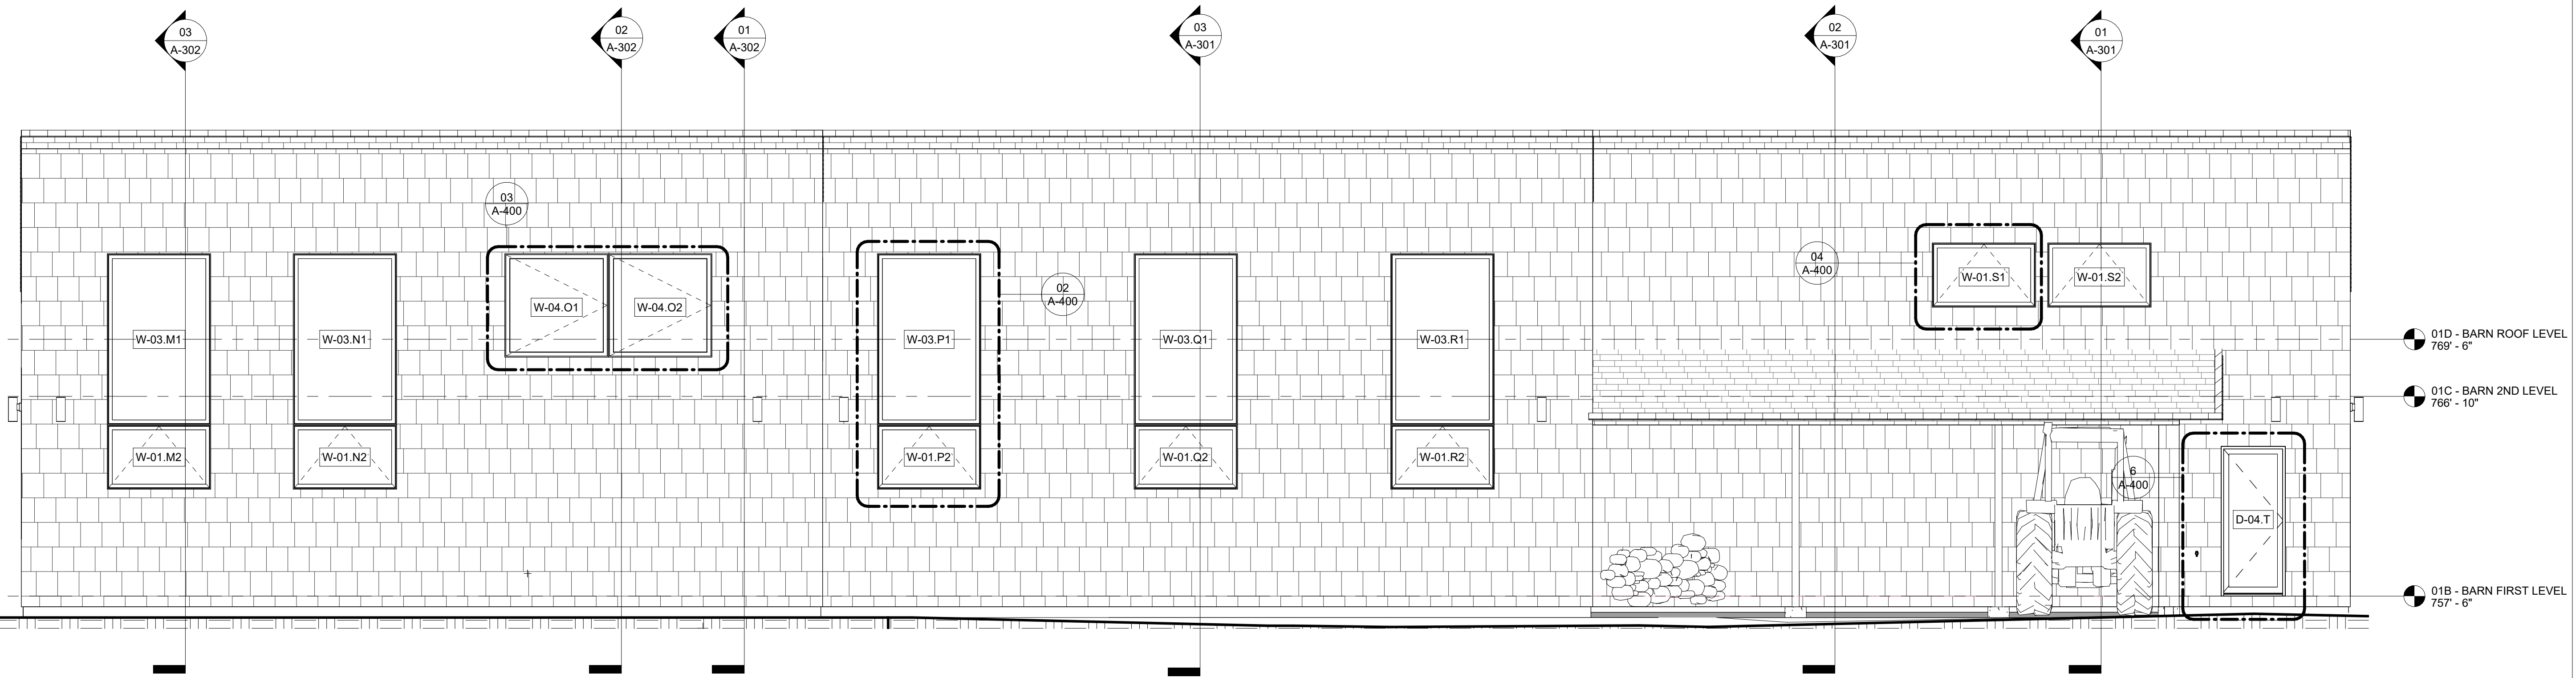 03
A-302
02
A-302
01
A-302
03
A-301
02
A-301
01
A-301
03
A-400
02
A-400
04
A-400
W-01.S1
W-01.S2
W-04.O1
W-04.O2
W-03.M1
W-03.N1
W-03.P1
W-03.Q1
W-03.R1
01D - BARN ROOF LEVEL
769' - 6"
01C - BARN 2ND LEVEL
766' - 10"
W-01.M2
W-01.N2
W-01.P2
W-01.Q2
W-01.R2
6
A-400
D-04.T
01B - BARN FIRST LEVEL
757' - 6"